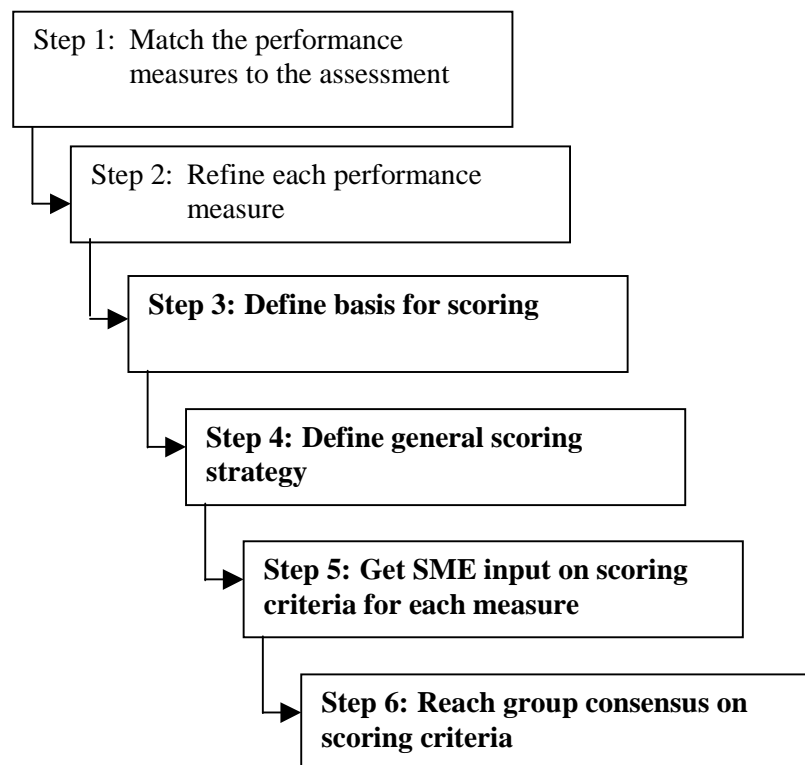 Step 1: Match the performance
measures to the assessment
Step 2: Refine each performance
measure
Step 3: Define basis for scoring
Step 4: Define general scoring
strategy
Step 5: Get SME input on scoring
criteria for each measure
Step 6: Reach group consensus on
scoring criteria